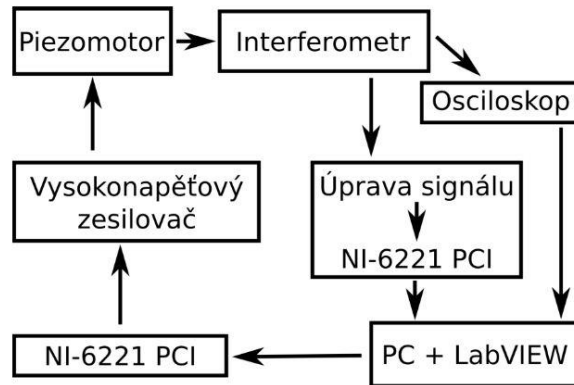 Piezomotor
Interferometr
Osciloskop
Vysokonapěťový
zesilovač
Úprava signálu
NI-6221 PCI
NI-6221 PCI
PC + LabVIEW